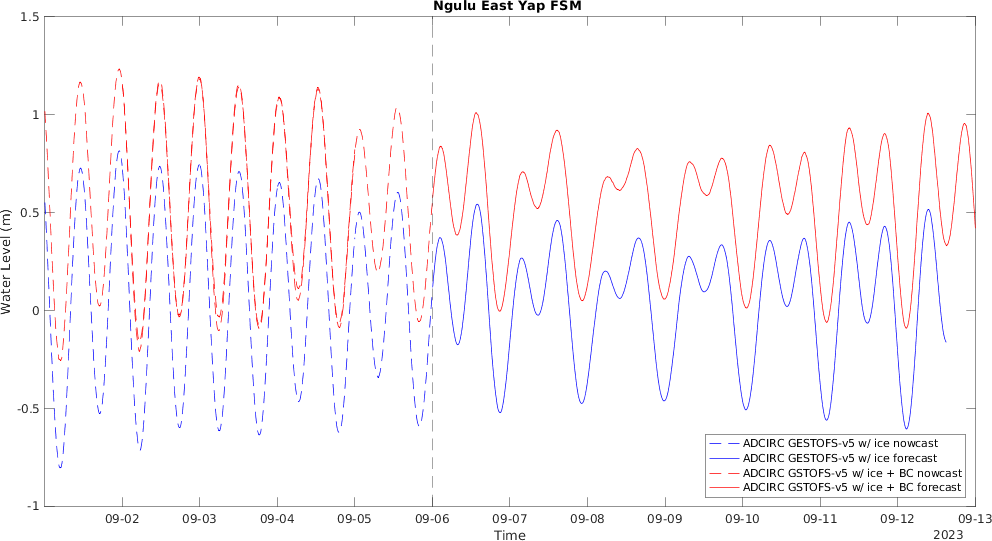 Ngulu East Yap FSM
1.5
1
0.5
0
-0.5
-1
Water Level (m)
ADCIRC GESTOFS-v5 w/ ice nowcast
ADCIRC GESTOFS-v5 w/ ice forecast
ADCIRC GSTOFS-v5 w/ ice + BC nowcast
ADCIRC GSTOFS-v5 w/ ice + BC forecast
09-02 09-03 09-04 09-05 09-06 09-07 09-08 09-09 09-10 09-11 09-12 09-13
Time
2023